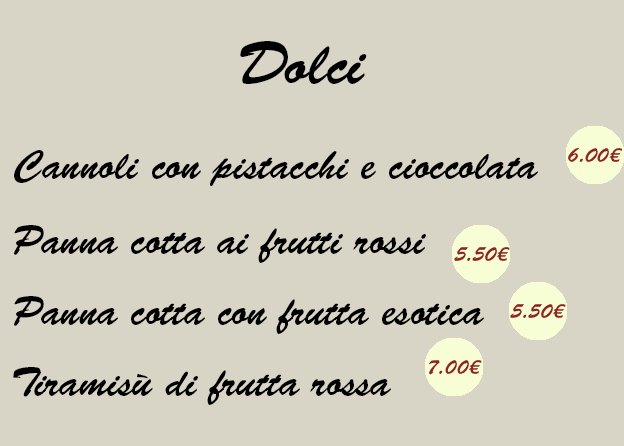 Dolci
Cannoli con pistacchi e cioccolata 6.00€
Panna cotta ai frutti rossi 5.50€
Panna cotta con frutta esotica 5.50€
Tiramisù di frutta rossa 7.00€